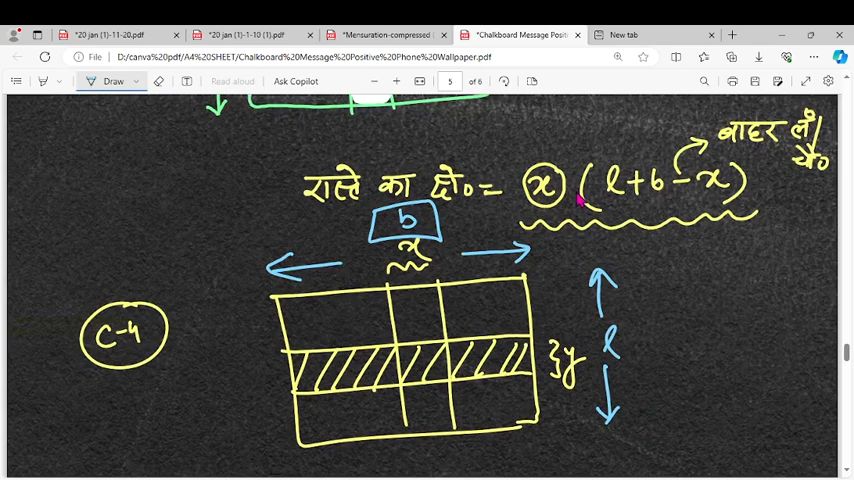 *20 jan (1)-11-20.pdf
*20 jan (1)-1-10 (1).pdf
*Mensuration-compressed (
*Chalkboard Message Positi
New tab
File D:/canva%20pdf/A4%20SHEET/Chalkboard%20Message%20Positive%20Phone%20Wallpaper.pdf
Draw Read aloud Ask Copilot 5 of 6
बाहर लं०/
चौ०
रास्ते का क्षे० = x (l+b-x)
b
x
C-4
y
l